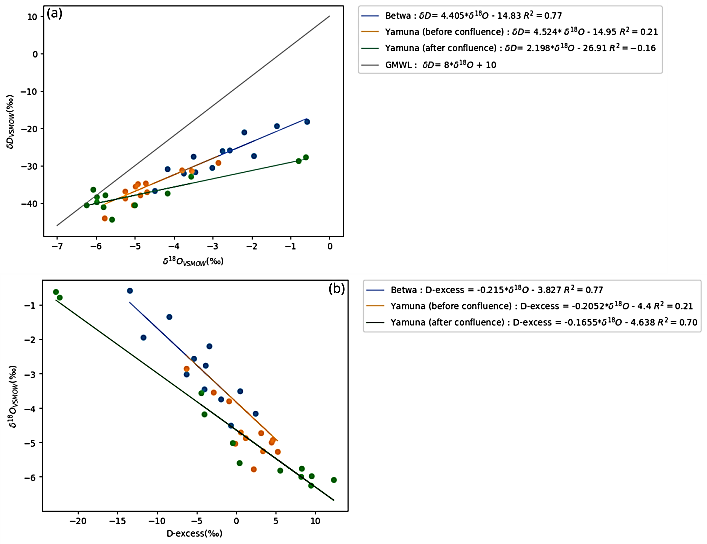 (a)
Betwa : δD= 4.405*δ¹⁸O - 14.83 R² = 0.77
Yamuna (before confluence) : δD= 4.524* δ¹⁸O - 14.95 R² = 0.21
Yamuna (after confluence) : δD= 2.198*δ¹⁸O - 26.91 R² = −0.16
GMWL : δD= 8*δ¹⁸O + 10
10
0
−10
−20
−30
−40
δD_VSMOW(‰)
−7 −6 −5 −4 −3 −2 −1 0
δ¹⁸O_VSMOW(‰)
(b)
Betwa : D-excess = -0.215*δ¹⁸O - 3.827 R² = 0.77
Yamuna (before confluence) : D-excess = -0.2052*δ¹⁸O - 4.4 R² = 0.21
Yamuna (after confluence) : D-excess = -0.1655*δ¹⁸O - 4.638 R² = 0.70
−1
−2
−3
−4
−5
−6
δ¹⁸O_VSMOW(‰)
−20 −15 −10 −5 0 5 10
D-excess(‰)